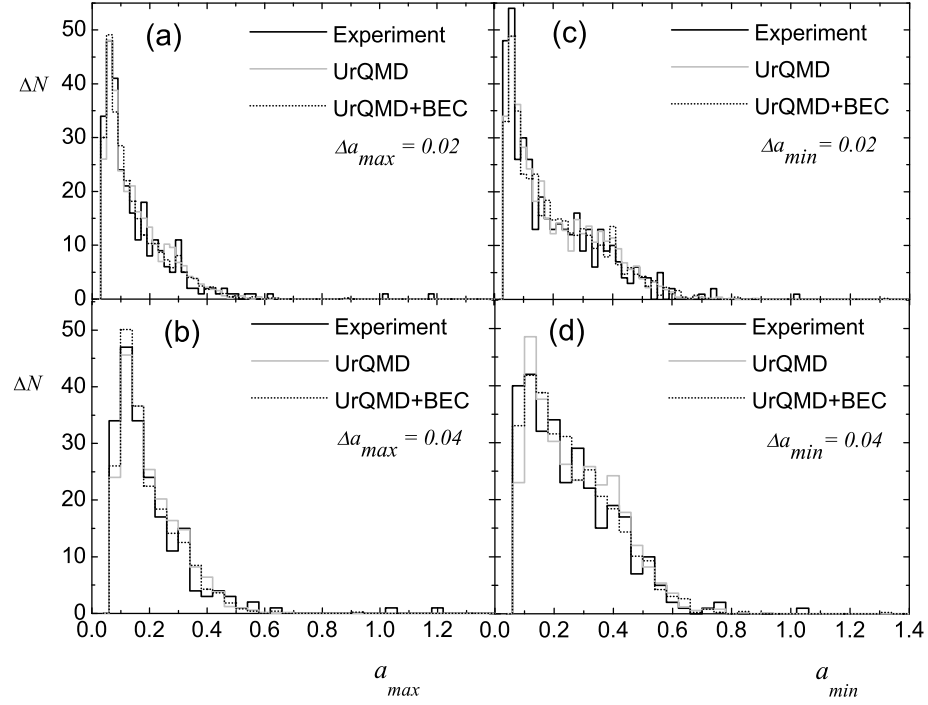 (a)
Experiment
UrQMD
UrQMD+BEC
Δa_max = 0.02
ΔN
50
40
30
20
10
0
(c)
Experiment
UrQMD
UrQMD+BEC
Δa_min = 0.02
(b)
Experiment
UrQMD
UrQMD+BEC
Δa_max = 0.04
ΔN
50
40
30
20
10
0
0.0 0.2 0.4 0.6 0.8 1.0 1.2
a_max
(d)
Experiment
UrQMD
UrQMD+BEC
Δa_min = 0.04
0.0 0.2 0.4 0.6 0.8 1.0 1.2 1.4
a_min